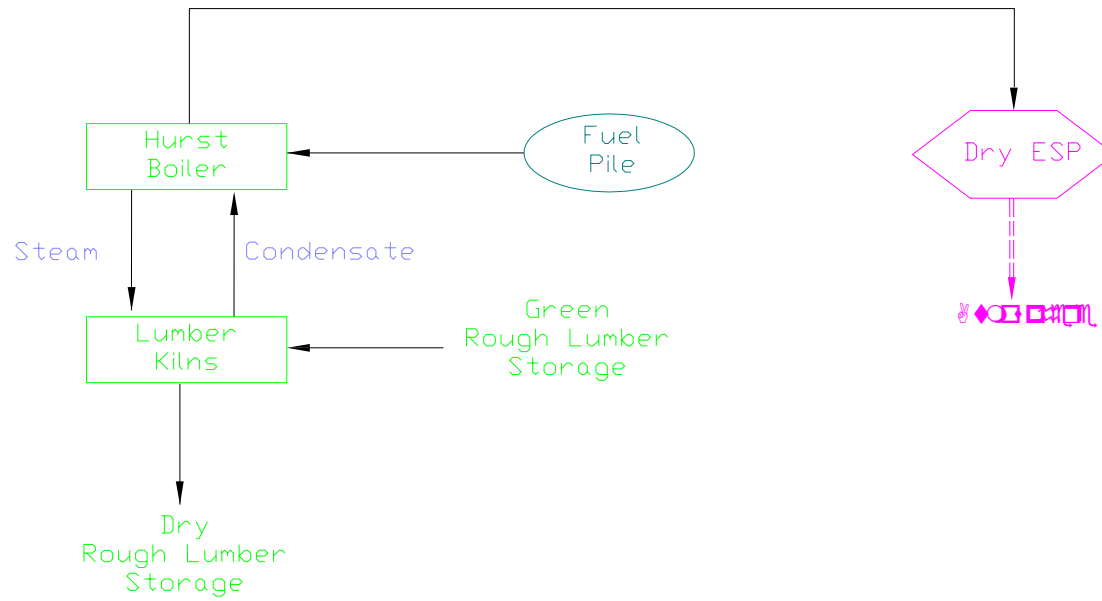 Hurst
Boiler
Fuel
Pile
Dry ESP
Steam
Condensate
Lumber
Kilns
Green
Rough Lumber
Storage
Dry
Rough Lumber
Storage